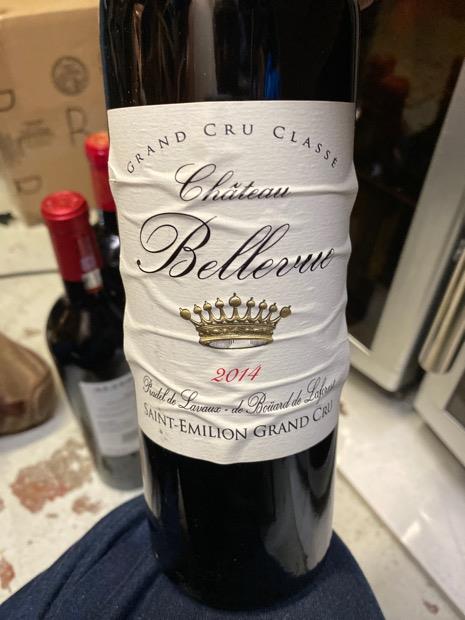 GRAND CRU CLASSÉ
Château
Bellevue
2014
Pradel de Lavaux - de Boüard de Laforest
SAINT-EMILION GRAND CRU